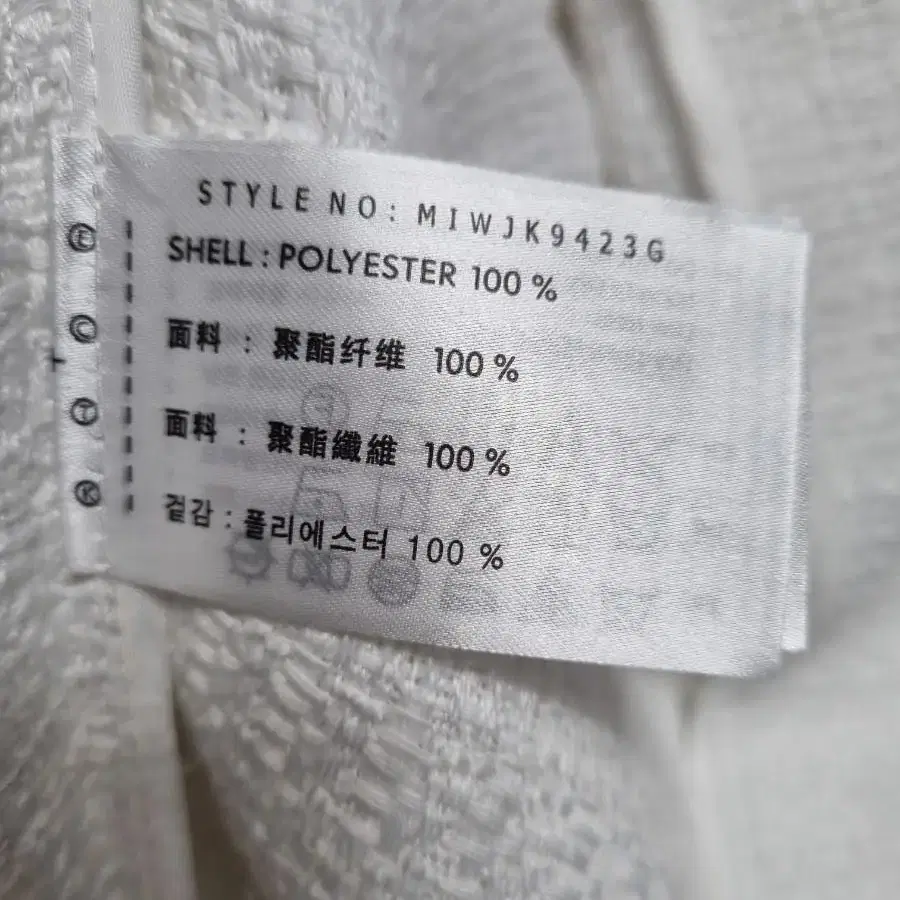 STYLE NO: MIWJK9423G
SHELL : POLYESTER 100 %
面料 : 聚酯纤维 100 %
面料 : 聚酯纖維 100 %
겉감 : 폴리에스터 100 %
Ⓔ
Ⓒ
Ⓣ
Ⓚ